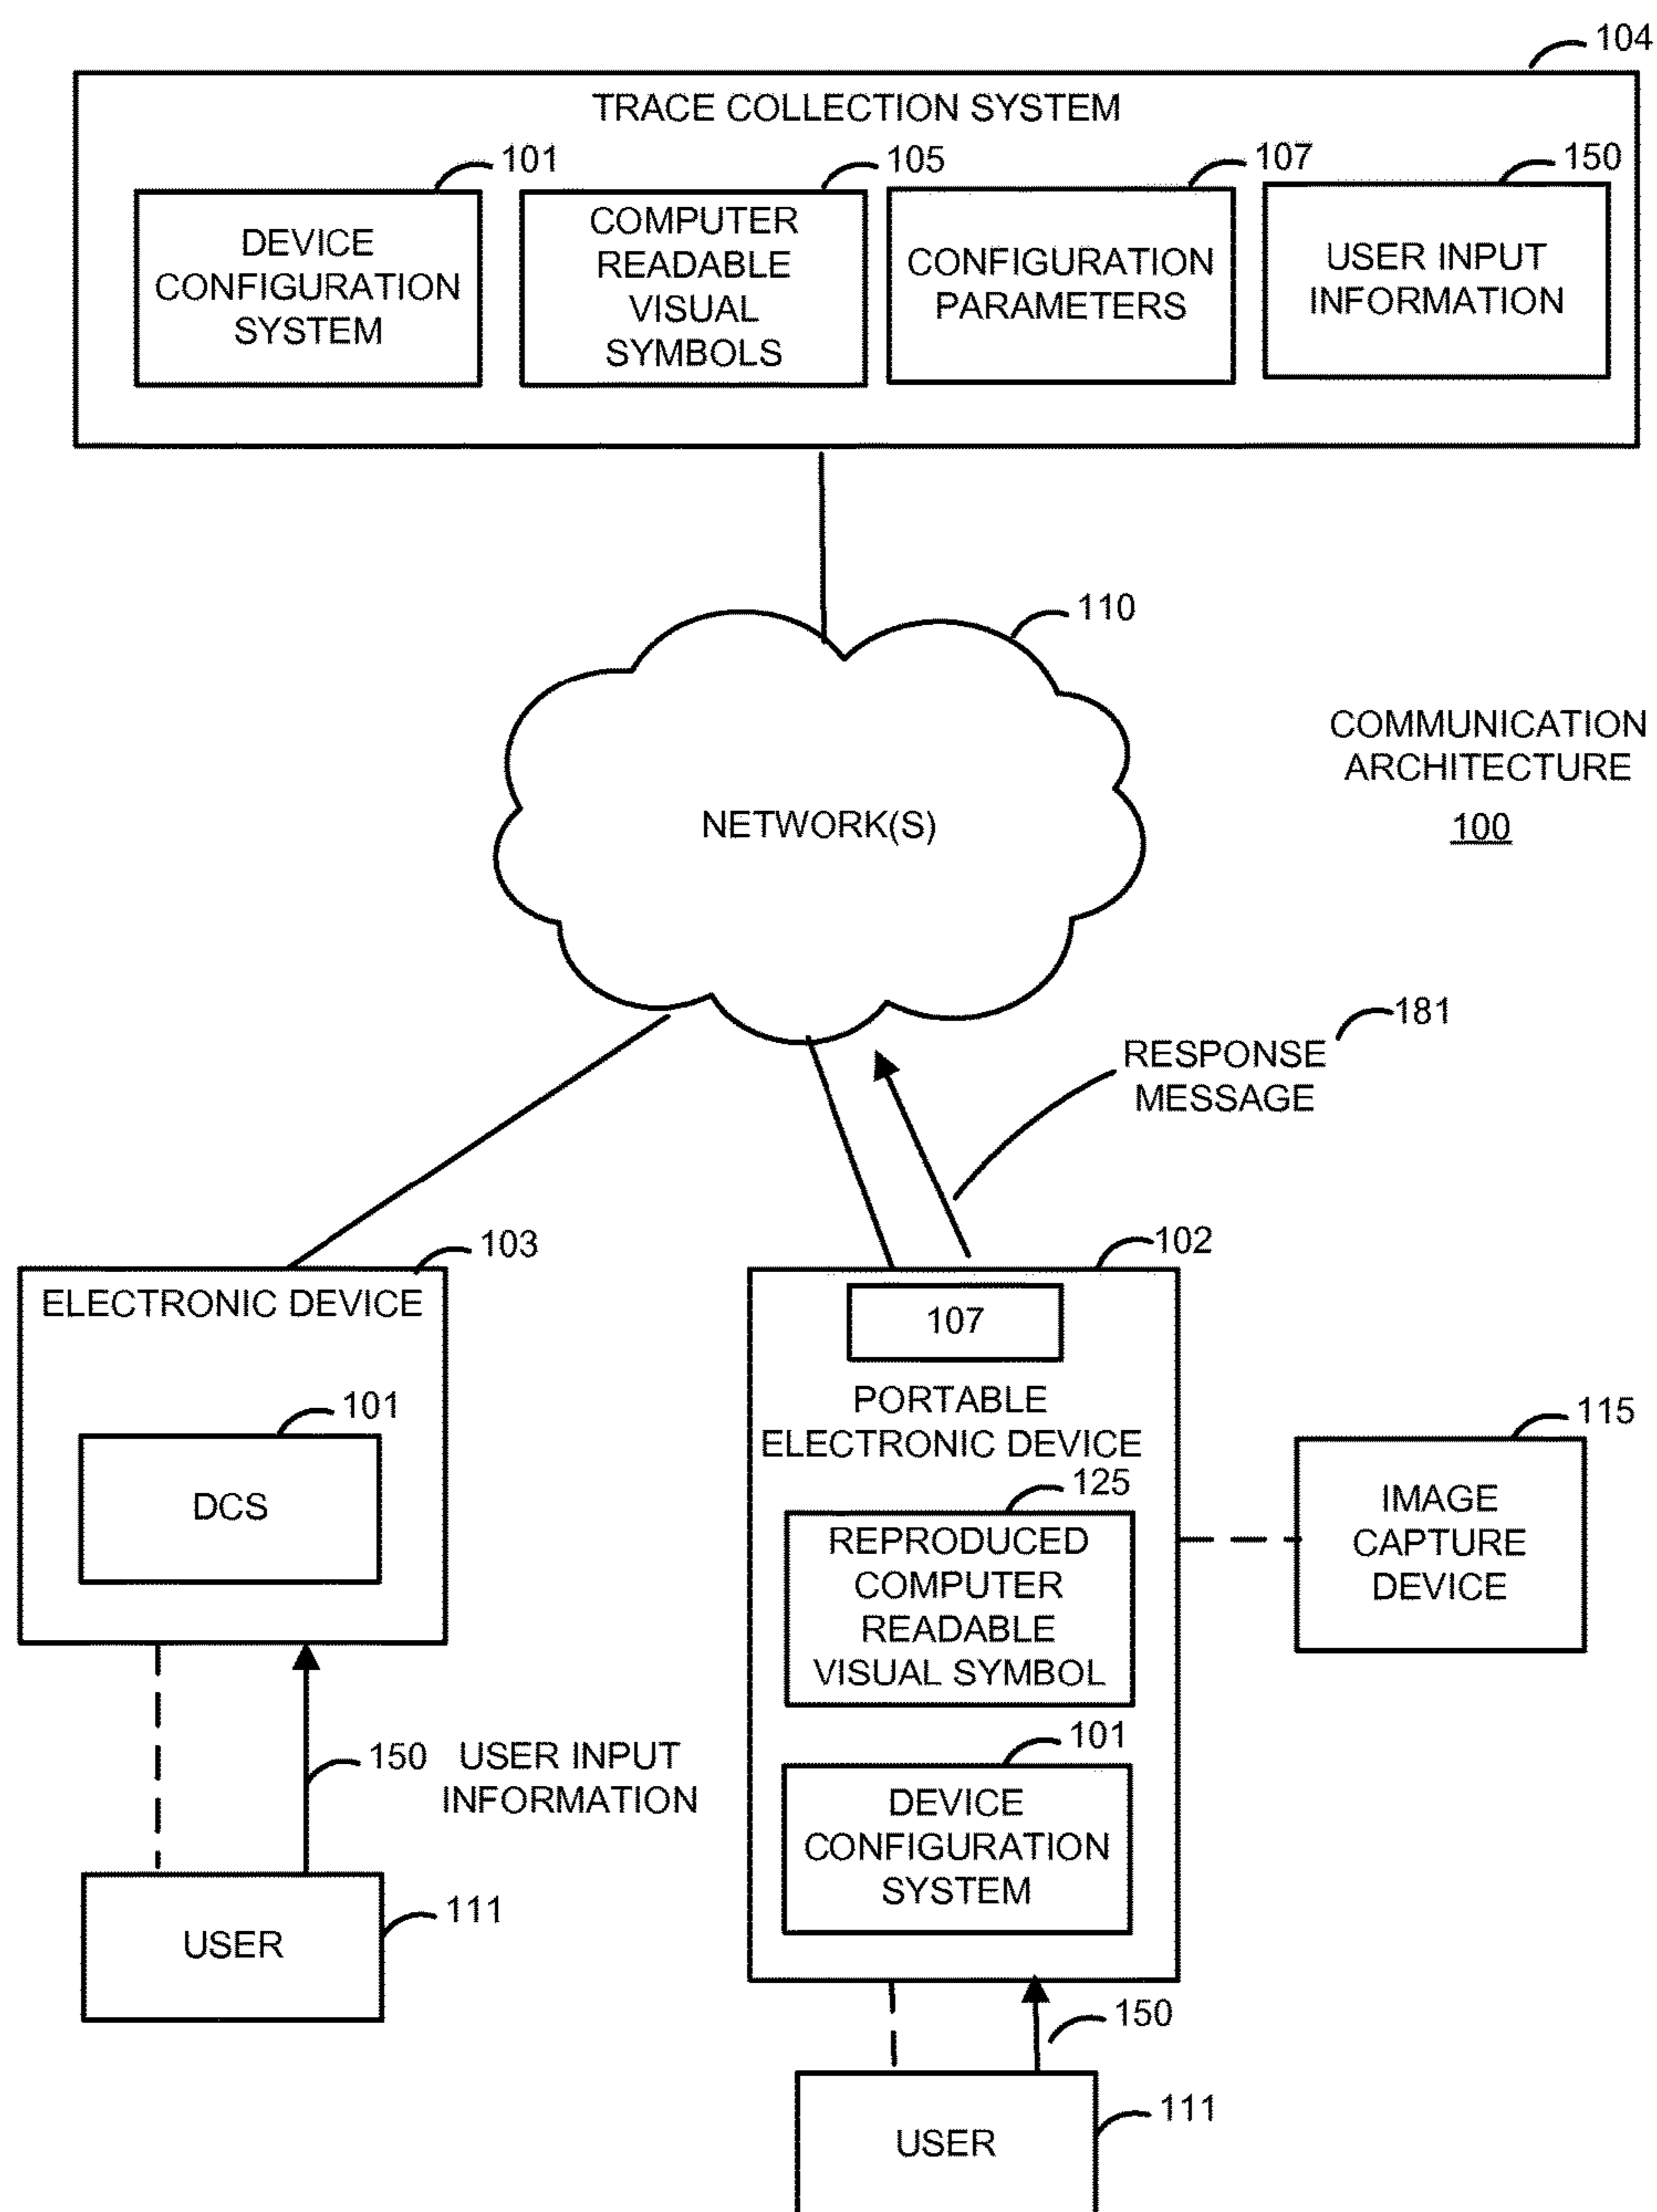 104
TRACE COLLECTION SYSTEM
101
105
107
150
DEVICE
CONFIGURATION
SYSTEM
COMPUTER
READABLE
VISUAL
SYMBOLS
CONFIGURATION
PARAMETERS
USER INPUT
INFORMATION
110
NETWORK(S)
COMMUNICATION
ARCHITECTURE
100
181
RESPONSE
MESSAGE
103
ELECTRONIC DEVICE
101
DCS
150
USER INPUT
INFORMATION
USER
111
102
107
PORTABLE
ELECTRONIC DEVICE
125
REPRODUCED
COMPUTER
READABLE
VISUAL SYMBOL
101
DEVICE
CONFIGURATION
SYSTEM
115
IMAGE
CAPTURE
DEVICE
150
USER
111